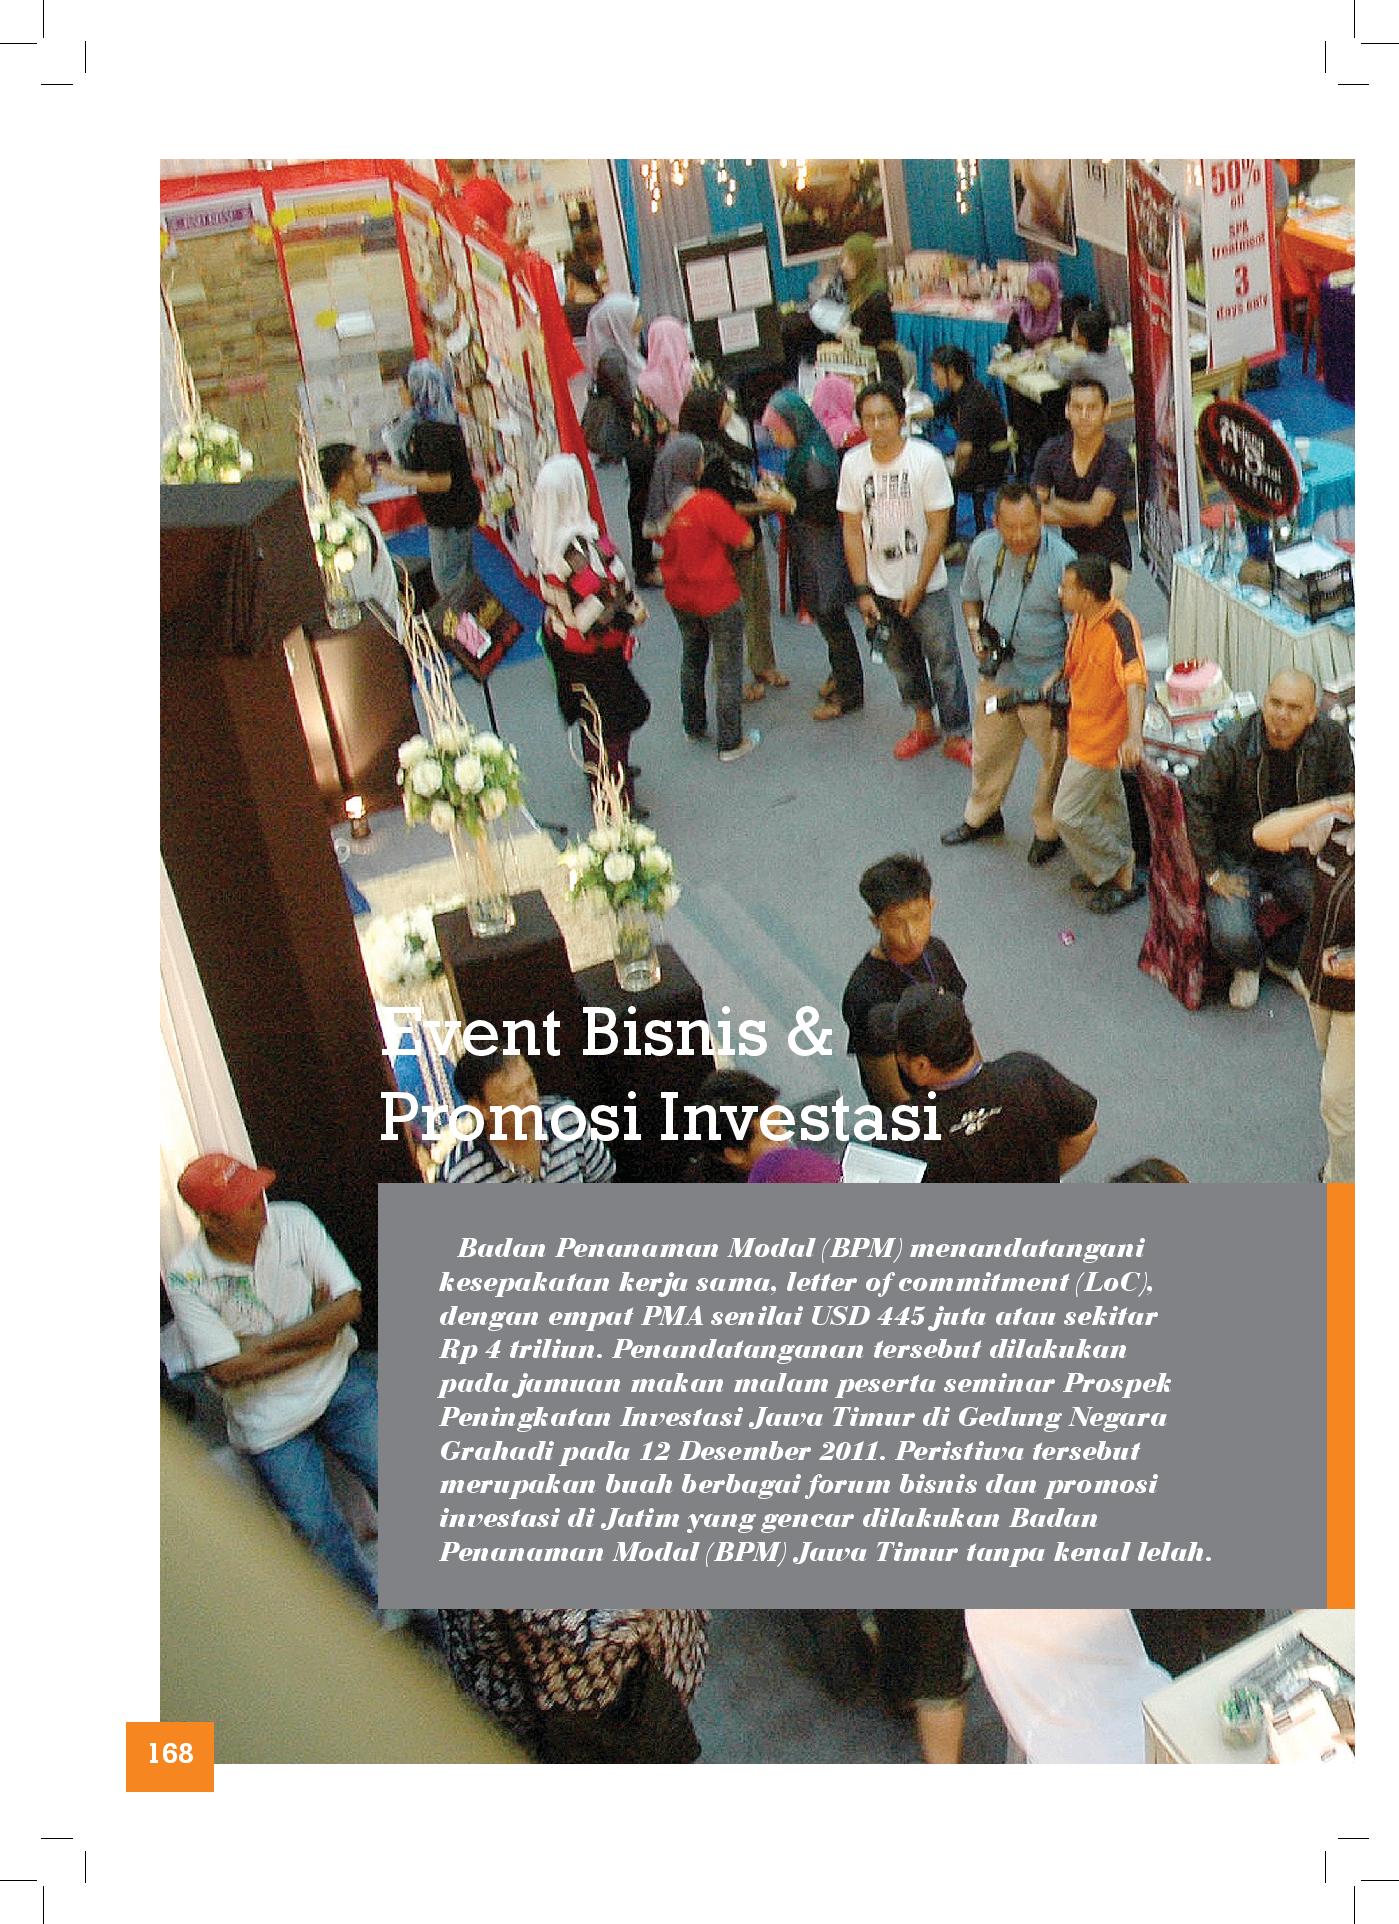 50%
off
SPA
treatment
3
days only
CATERING
Event Bisnis &
Promosi Investasi
Badan Penanaman Modal (BPM) menandatangani
kesepakatan kerja sama, letter of commitment (LoC),
dengan empat PMA senilai USD 445 juta atau sekitar
Rp 4 triliun. Penandatanganan tersebut dilakukan
pada jamuan makan malam peserta seminar Prospek
Peningkatan Investasi Jawa Timur di Gedung Negara
Grahadi pada 12 Desember 2011. Peristiwa tersebut
merupakan buah berbagai forum bisnis dan promosi
investasi di Jatim yang gencar dilakukan Badan
Penanaman Modal (BPM) Jawa Timur tanpa kenal lelah.
168